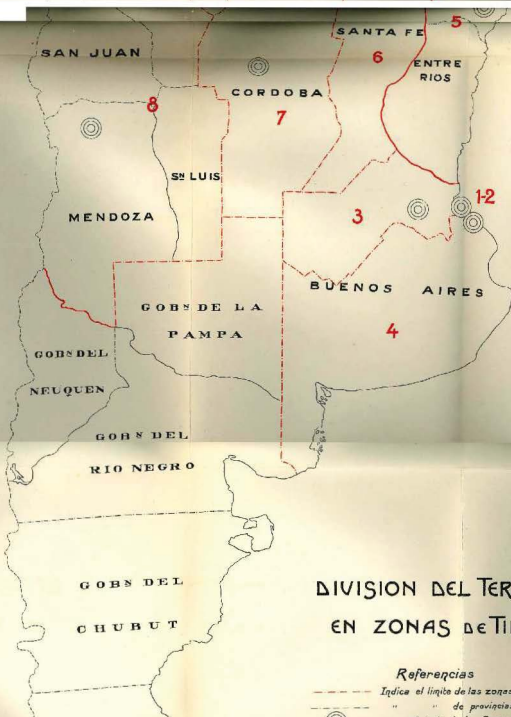 5
SANTA FE
SAN JUAN
6
ENTRE
RIOS
CORDOBA
8
7
SN LUIS
1-2
MENDOZA
3
BUENOS AIRES
GOBN DE LA
PAMPA
4
GOBN DEL
NEUQUEN
GOBN DEL
RIO NEGRO
GOBN DEL
CHUBUT
DIVISION DEL TER
EN ZONAS DE TI
Referencias
Indica el limite de las zonas
" " de provincia